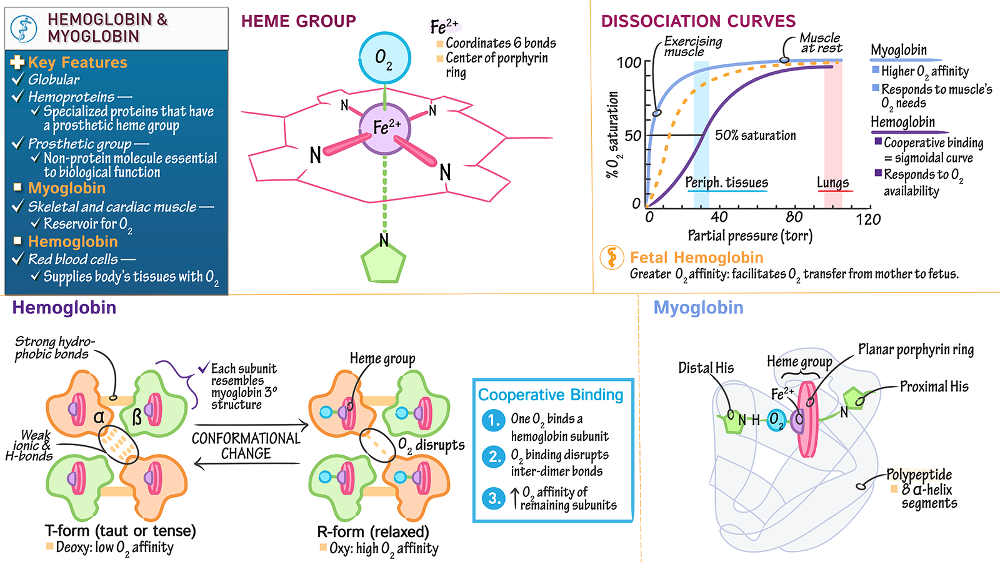 HEMOGLOBIN &
MYOGLOBIN
Key Features
Globular
Hemoproteins —
Specialized proteins that have
a prosthetic heme group
Prosthetic group —
Non-protein molecule essential
to biological function
Myoglobin
Skeletal and cardiac muscle —
Reservoir for O2
Hemoglobin
Red blood cells —
Supplies body's tissues with O2
HEME GROUP
Fe2+
Coordinates 6 bonds
Center of porphyrin
ring
O2
N
N
Fe2+
N
N
N
DISSOCIATION CURVES
Exercising
muscle
Muscle
at rest
100
50
0
% O2 saturation
50% saturation
Periph. tissues
Lungs
0
40
80
120
Partial pressure (torr)
Myoglobin
Higher O2 affinity
Responds to muscle's
O2 needs
Hemoglobin
Cooperative binding
= sigmoidal curve
Responds to O2
availability
Fetal Hemoglobin
Greater O2 affinity: facilitates O2 transfer from mother to fetus.
Hemoglobin
Strong hydro-
phobic bonds
Each subunit
resembles
myoglobin 3°
structure
α
ß
Weak
ionic &
H-bonds
CONFORMATIONAL
CHANGE
T-form (taut or tense)
Deoxy: low O2 affinity
Heme group
O2 disrupts
R-form (relaxed)
Oxy: high O2 affinity
Cooperative Binding
1. One O2 binds a
hemoglobin subunit
2. O2 binding disrupts
inter-dimer bonds
3. ↑ O2 affinity of
remaining subunits
Myoglobin
Distal His
Heme group
Fe2+
Planar porphyrin ring
Proximal His
N H O2
N
Polypeptide
8 α-helix
segments